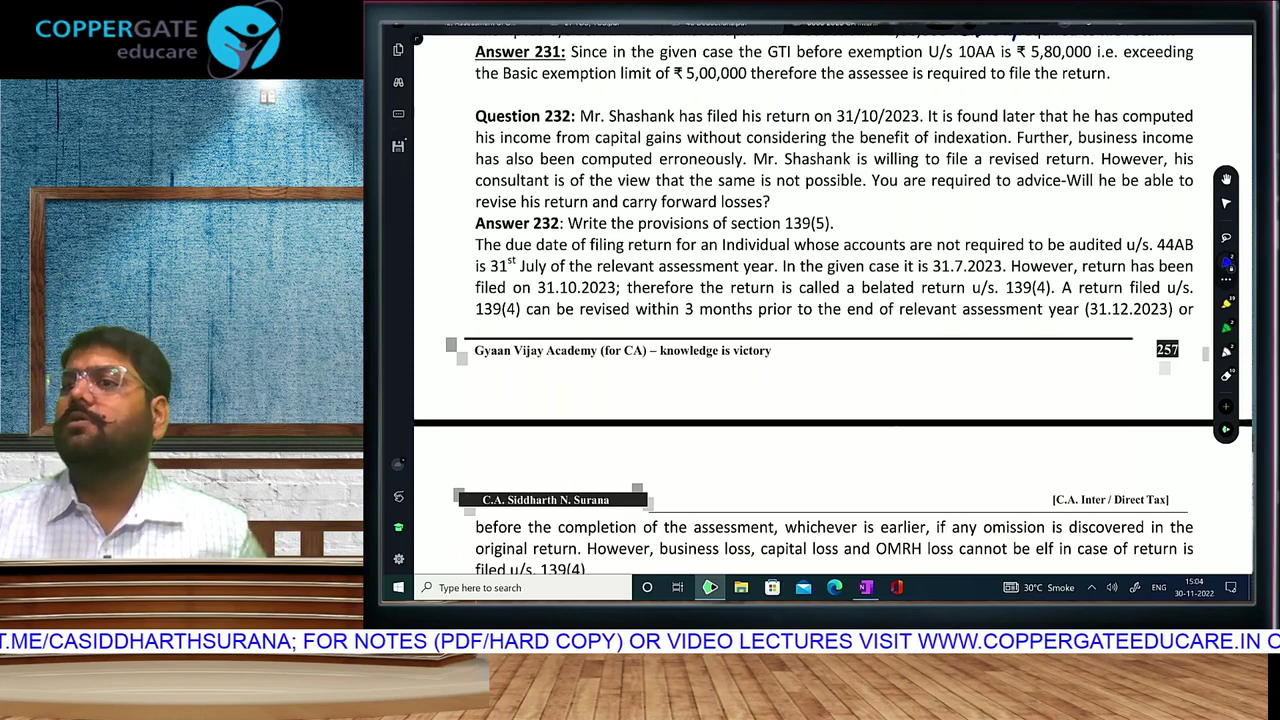 COPPERGATE
educare
Answer 231: Since in the given case the GTI before exemption U/s 10AA is ₹ 5,80,000 i.e. exceeding
the Basic exemption limit of ₹ 5,00,000 therefore the assessee is required to file the return.
Question 232: Mr. Shashank has filed his return on 31/10/2023. It is found later that he has computed
his income from capital gains without considering the benefit of indexation. Further, business income
has also been computed erroneously. Mr. Shashank is willing to file a revised return. However, his
consultant is of the view that the same is not possible. You are required to advice-Will he be able to
revise his return and carry forward losses?
Answer 232: Write the provisions of section 139(5).
The due date of filing return for an Individual whose accounts are not required to be audited u/s. 44AB
is 31st July of the relevant assessment year. In the given case it is 31.7.2023. However, return has been
filed on 31.10.2023; therefore the return is called a belated return u/s. 139(4). A return filed u/s.
139(4) can be revised within 3 months prior to the end of relevant assessment year (31.12.2023) or
Gyaan Vijay Academy (for CA) – knowledge is victory
257
C.A. Siddharth N. Surana
[C.A. Inter / Direct Tax]
before the completion of the assessment, whichever is earlier, if any omission is discovered in the
original return. However, business loss, capital loss and OMRH loss cannot be elf in case of return is
filed u/s. 139(4)
Type here to search
30°C Smoke
ENG
15:04
30-11-2022
T.ME/CASIDDHARTHSURANA; FOR NOTES (PDF/HARD COPY) OR VIDEO LECTURES VISIT WWW.COPPERGATEEDUCARE.IN